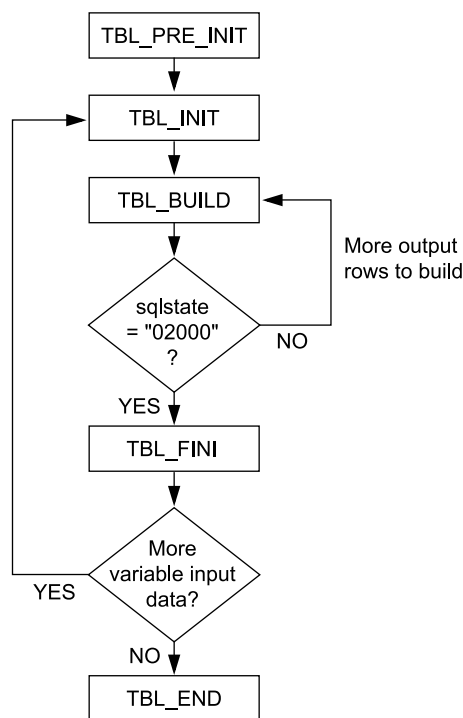 TBL_PRE_INIT
TBL_INIT
TBL_BUILD
More output
rows to build
sqlstate
= "02000"
?
NO
YES
TBL_FINI
More
variable input
data?
YES
NO
TBL_END